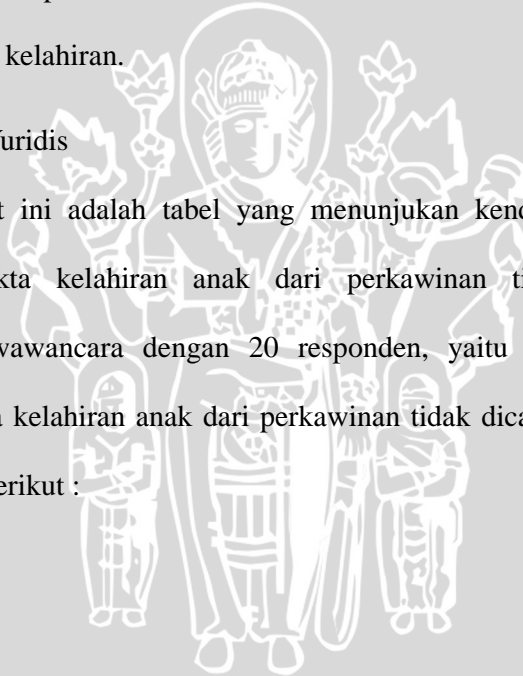 kelahiran.
uridis
t ini adalah tabel yang menunjukan kend
kta kelahiran anak dari perkawinan ti
wawancara dengan 20 responden, yaitu
a kelahiran anak dari perkawinan tidak dica
erikut :